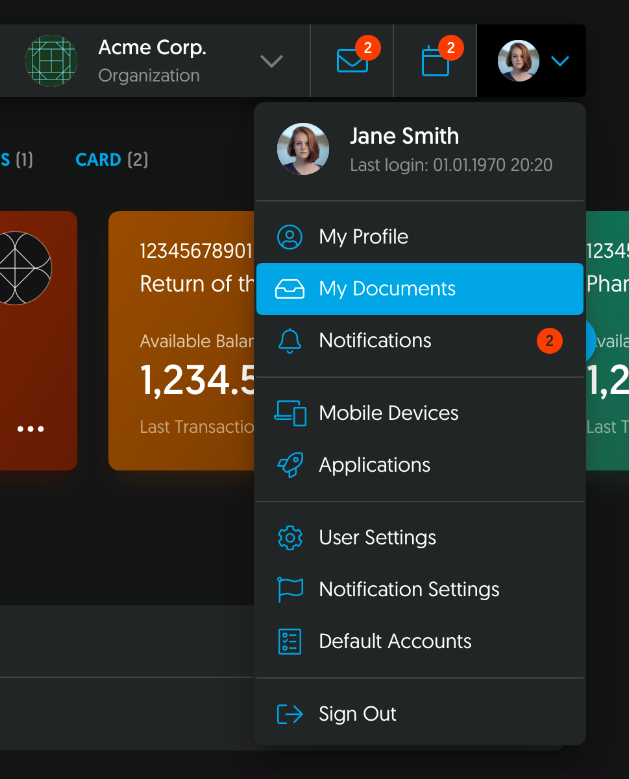 Acme Corp.
Organization
2
2
S (1)
CARD (2)
Jane Smith
Last login: 01.01.1970 20:20
12345678901
Return of th
Available Balar
1,234.5
Last Transactio
My Profile
My Documents
Notifications
2
Mobile Devices
Applications
User Settings
Notification Settings
Default Accounts
Sign Out
1234
Phar
vaila
1,2
Last T